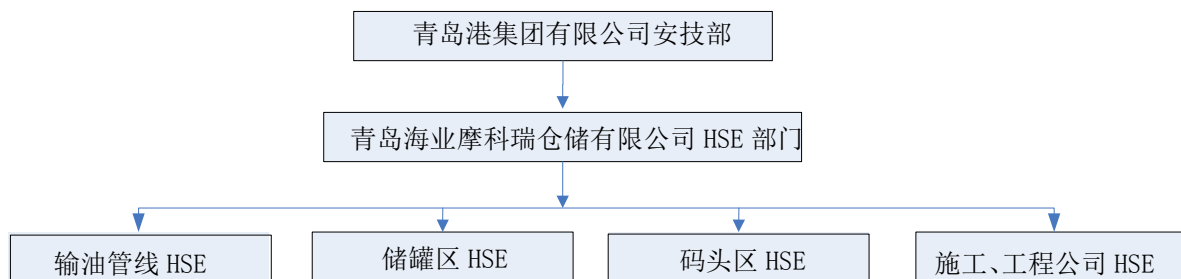 青岛港集团有限公司安技部
青岛海业摩科瑞仓储有限公司 HSE 部门
输油管线 HSE
储罐区 HSE
码头区 HSE
施工、工程公司 HSE